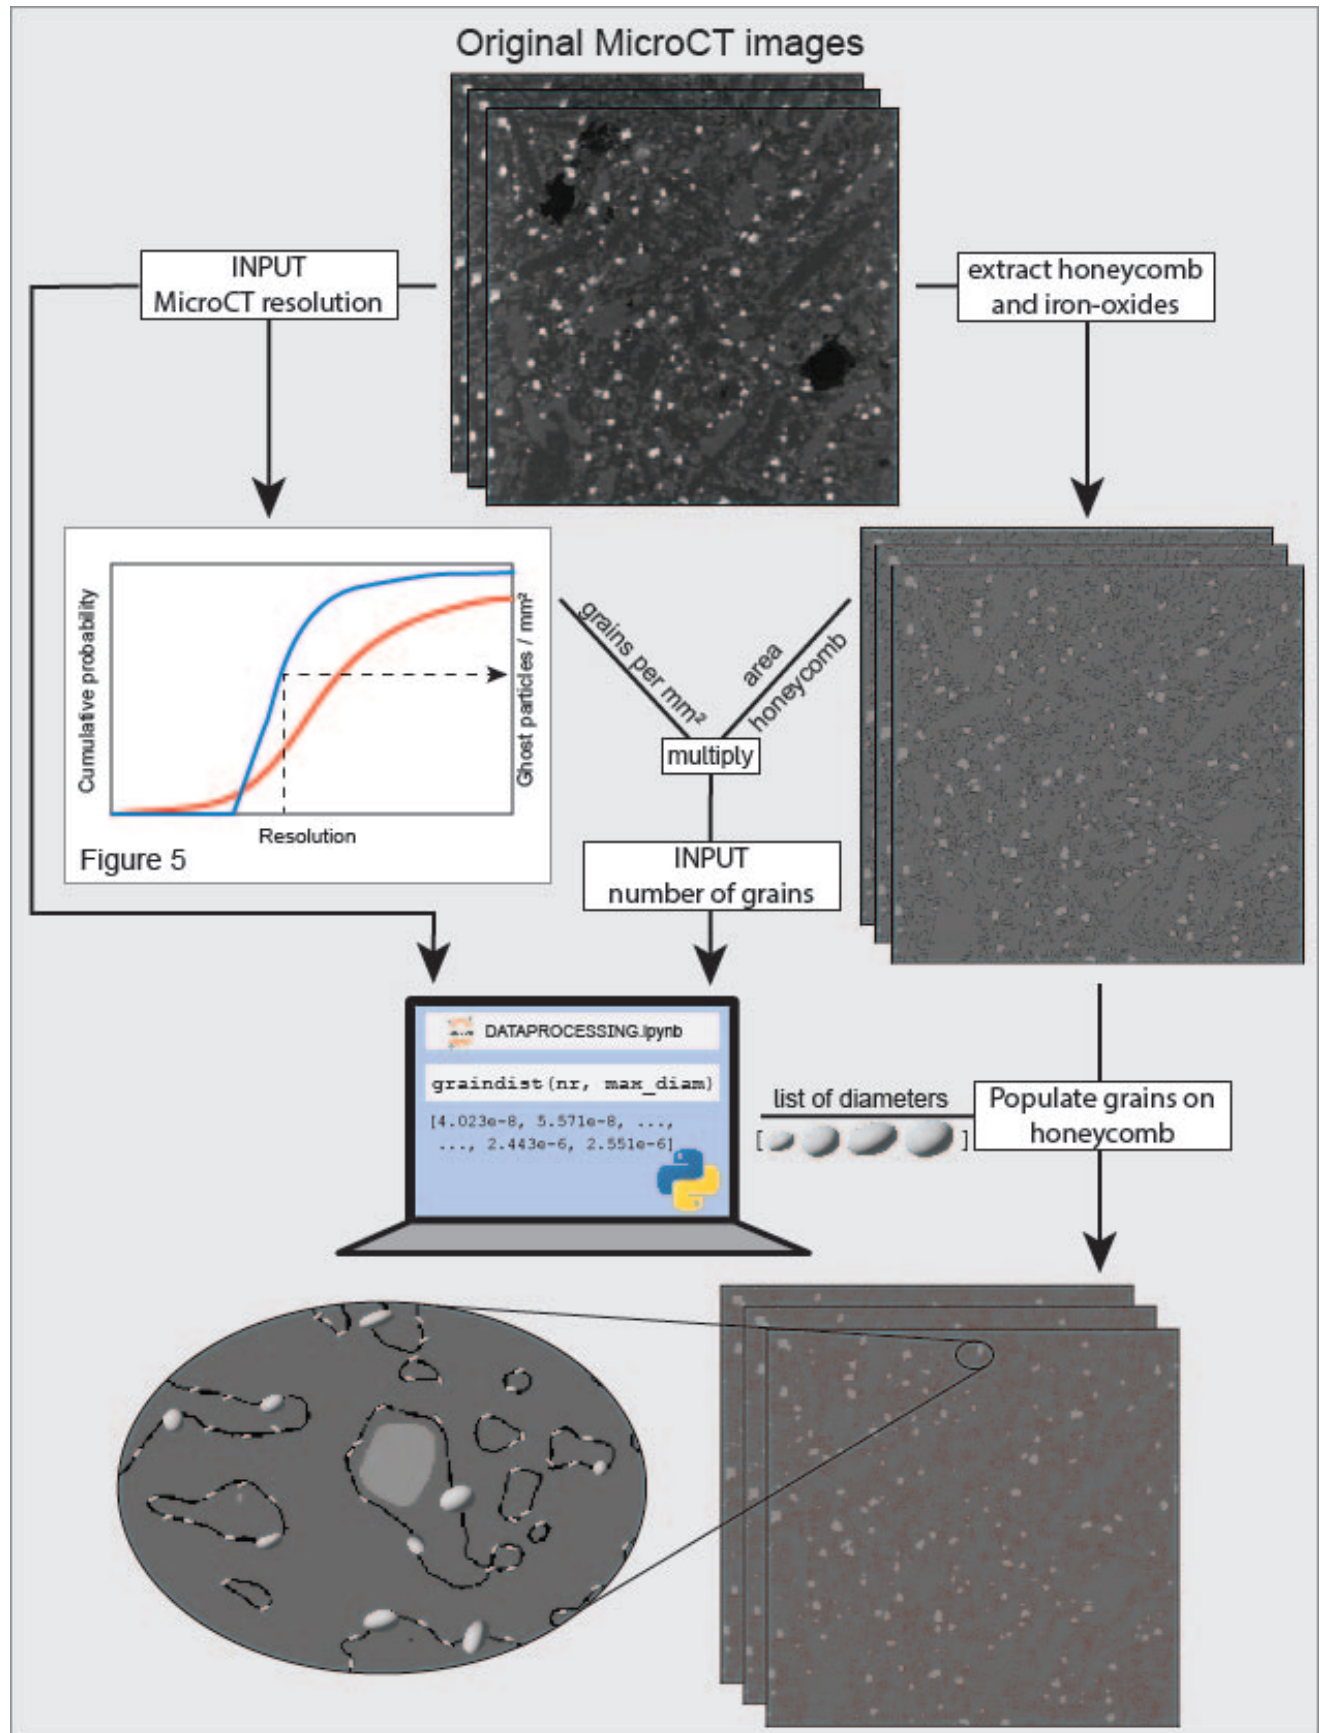 Original MicroCT images
INPUT
MicroCT resolution
extract honeycomb
and iron-oxides
Cumulative probability
Ghost particles / mm²
Resolution
Figure 5
grains per mm²
area
honeycomb
multiply
INPUT
number of grains
DATAPROCESSING.ipynb
graindist(nr, max_diam)
[4.023e-8, 5.571e-8, ...,
..., 2.443e-6, 2.551e-6]
list of diameters
[ ]
Populate grains on
honeycomb